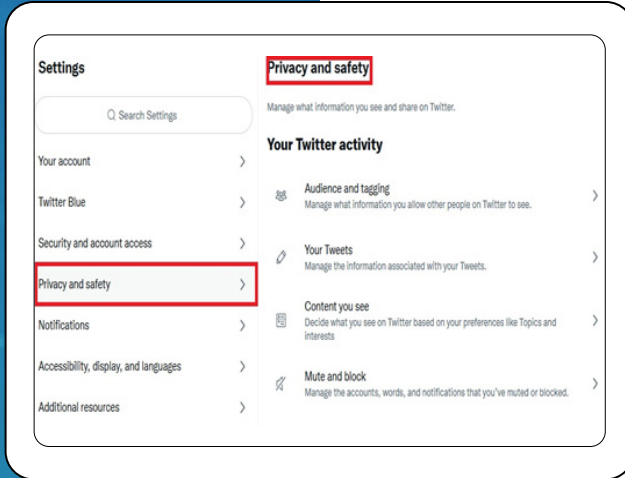 Settings
Search Settings
Your account
Twitter Blue
Security and account access
Privacy and safety
Notifications
Accessibility, display, and languages
Additional resources
Privacy and safety
Manage what information you see and share on Twitter.
Your Twitter activity
Audience and tagging
Manage what information you allow other people on Twitter to see.
Your Tweets
Manage the information associated with your Tweets.
Content you see
Decide what you see on Twitter based on your preferences like Topics and
interests
Mute and block
Manage the accounts, words, and notifications that you've muted or blocked.